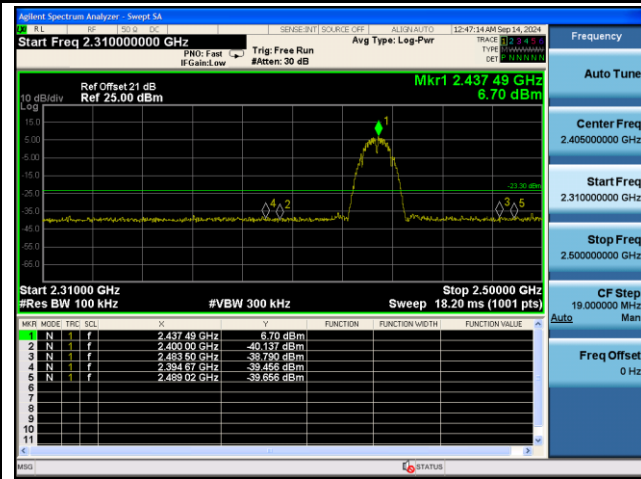 Agilent Spectrum Analyzer - Swept SA
RL RF 50 Ω DC SENSE:INT SOURCE OFF ALIGNAUTO 12:47:14 AM Sep 14, 2024
Start Freq 2.310000000 GHz
PNO: Fast
IFGain:Low
Trig: Free Run
#Atten: 30 dB
Avg Type: Log-Pwr
TRACE 1 2 3 4 5 6
TYPE
DET P N N N N N
Ref Offset 21 dB
10 dB/div Ref 25.00 dBm
Log
Mkr1 2.437 49 GHz
6.70 dBm
15.0
5.00
-5.00
-15.0
-25.0
-35.0
-45.0
-55.0
-65.0
1
-23.30 dBm
4 2 3 5
Start 2.31000 GHz Stop 2.50000 GHz
#Res BW 100 kHz #VBW 300 kHz Sweep 18.20 ms (1001 pts)
MKR MODE TRC SCL X Y FUNCTION FUNCTION WIDTH FUNCTION VALUE
1 N 1 f 2.437 49 GHz 6.70 dBm
2 N 1 f 2.400 00 GHz -40.137 dBm
3 N 1 f 2.483 50 GHz -38.790 dBm
4 N 1 f 2.394 67 GHz -39.456 dBm
5 N 1 f 2.489 02 GHz -39.656 dBm
6
7
8
9
10
11
MSG STATUS
Frequency
Auto Tune
Center Freq
2.405000000 GHz
Start Freq
2.310000000 GHz
Stop Freq
2.500000000 GHz
CF Step
19.000000 MHz
Auto Man
Freq Offset
0 Hz